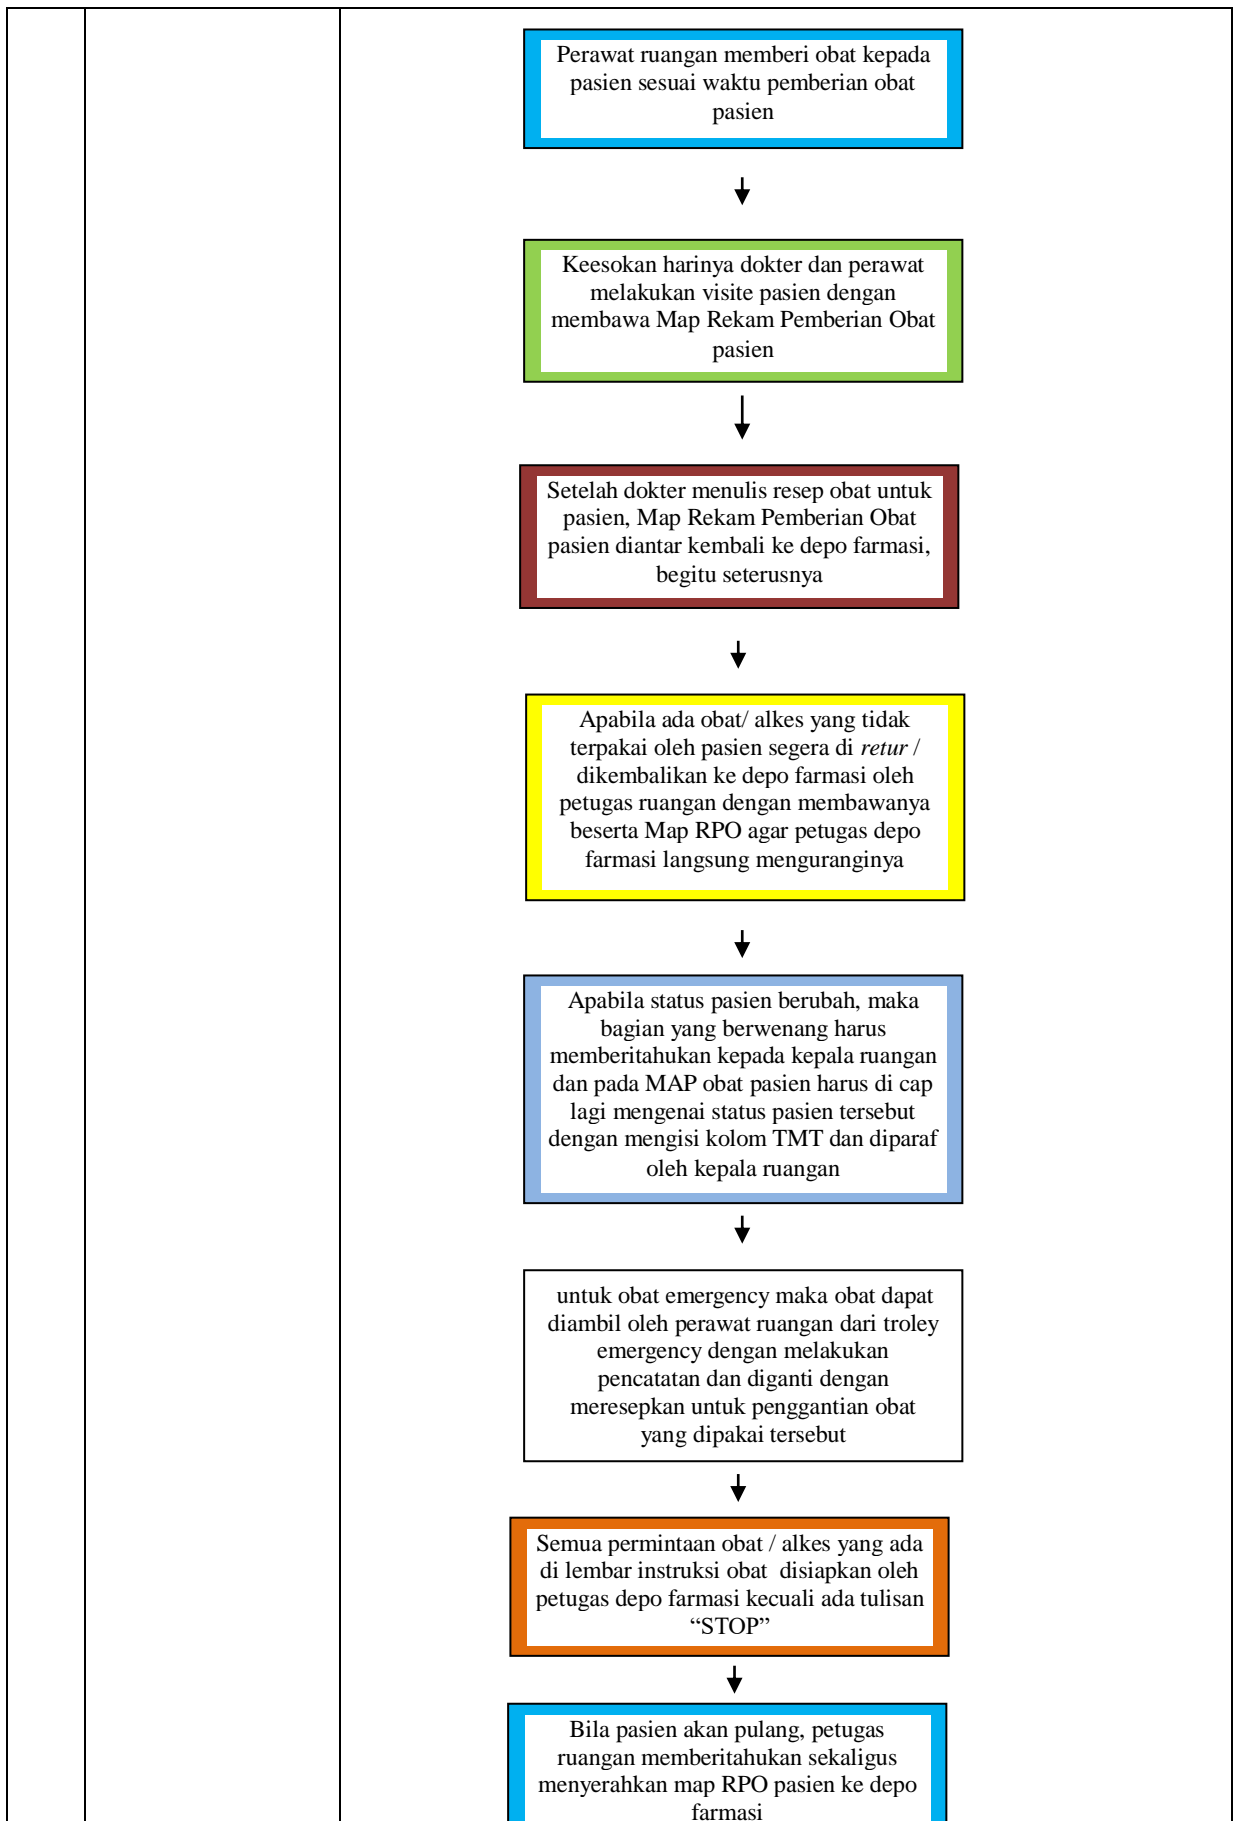 Perawat ruangan memberi obat kepada
pasien sesuai waktu pemberian obat
pasien
Keesokan harinya dokter dan perawat
melakukan visite pasien dengan
membawa Map Rekam Pemberian Obat
pasien
Setelah dokter menulis resep obat untuk
pasien, Map Rekam Pemberian Obat
pasien diantar kembali ke depo farmasi,
begitu seterusnya
Apabila ada obat/ alkes yang tidak
terpakai oleh pasien segera di retur /
dikembalikan ke depo farmasi oleh
petugas ruangan dengan membawanya
beserta Map RPO agar petugas depo
farmasi langsung menguranginya
Apabila status pasien berubah, maka
bagian yang berwenang harus
memberitahukan kepada kepala ruangan
dan pada MAP obat pasien harus di cap
lagi mengenai status pasien tersebut
dengan mengisi kolom TMT dan diparaf
oleh kepala ruangan
untuk obat emergency maka obat dapat
diambil oleh perawat ruangan dari troley
emergency dengan melakukan
pencatatan dan diganti dengan
meresepkan untuk penggantian obat
yang dipakai tersebut
Semua permintaan obat / alkes yang ada
di lembar instruksi obat  disiapkan oleh
petugas depo farmasi kecuali ada tulisan
“STOP”
Bila pasien akan pulang, petugas
ruangan memberitahukan sekaligus
menyerahkan map RPO pasien ke depo
farmasi